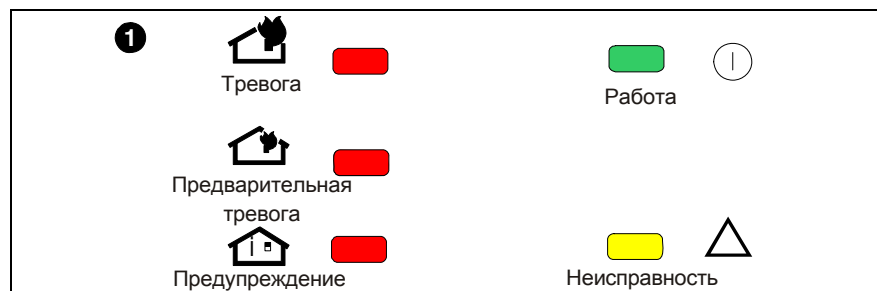 1
Тревога
Работа
Предварительная
тревога
Предупреждение
Неисправность